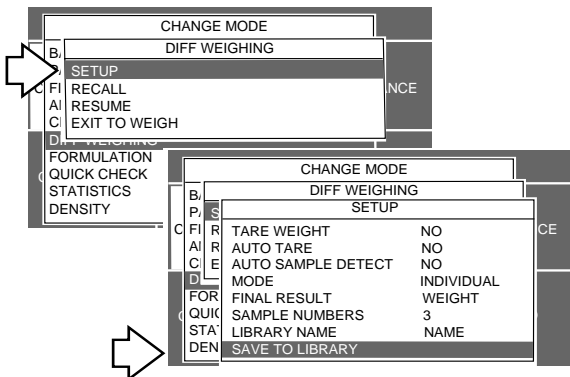 CHANGE MODE
DIFF WEIGHING
SETUP
RECALL
RESUME
EXIT TO WEIGH
FORMULATION
QUICK CHECK
STATISTICS
DENSITY
CHANGE MODE
DIFF WEIGHING
SETUP
TARE WEIGHT NO
AUTO TARE NO
AUTO SAMPLE DETECT NO
MODE INDIVIDUAL
FINAL RESULT WEIGHT
SAMPLE NUMBERS 3
LIBRARY NAME NAME
SAVE TO LIBRARY